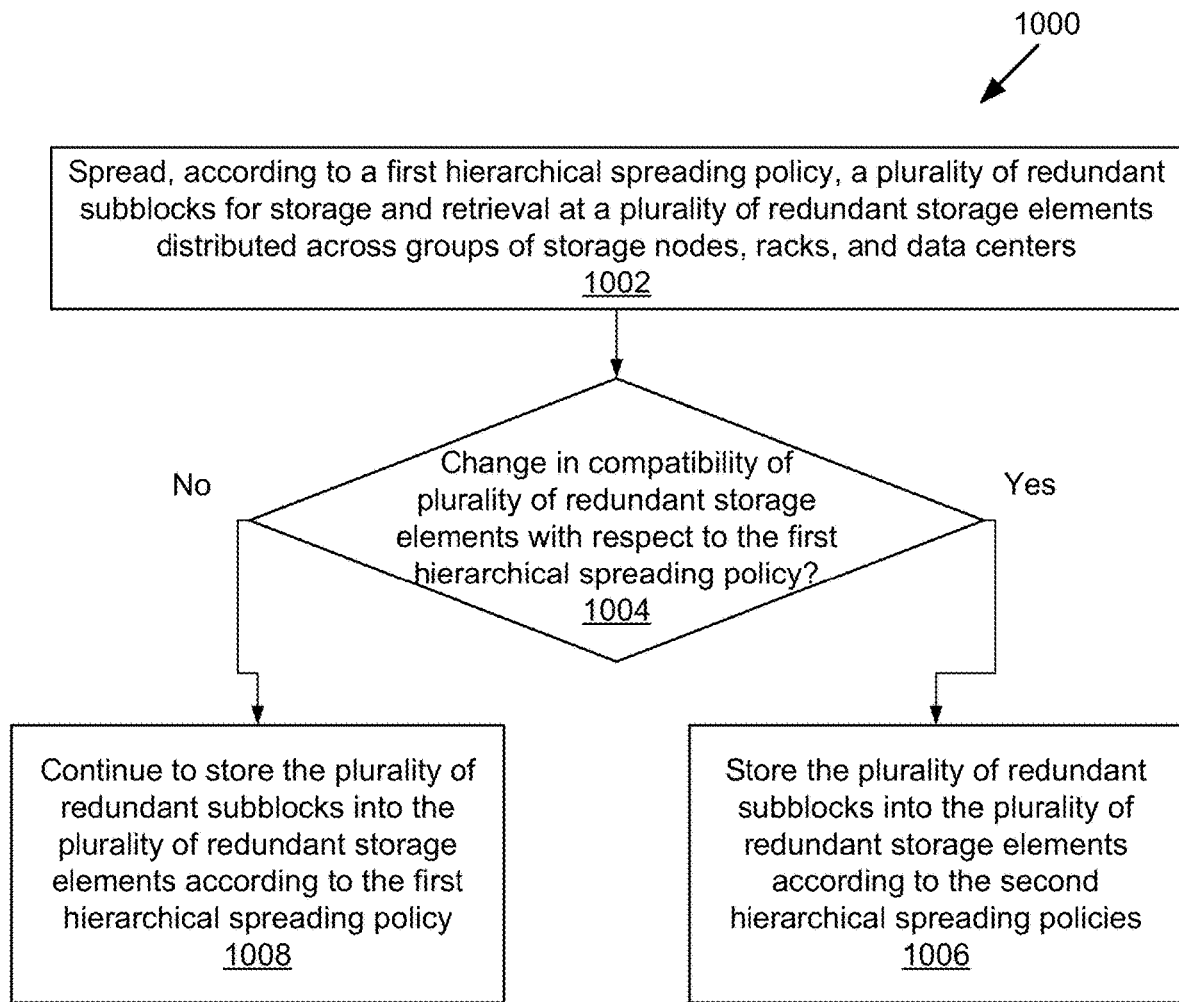 1000
Spread, according to a first hierarchical spreading policy, a plurality of redundant
subblocks for storage and retrieval at a plurality of redundant storage elements
distributed across groups of storage nodes, racks, and data centers
1002
Change in compatibility of
plurality of redundant storage
elements with respect to the first
hierarchical spreading policy?
1004
No
Yes
Continue to store the plurality of
redundant subblocks into the
plurality of redundant storage
elements according to the first
hierarchical spreading policy
1008
Store the plurality of redundant
subblocks into the plurality of
redundant storage elements
according to the second
hierarchical spreading policies
1006